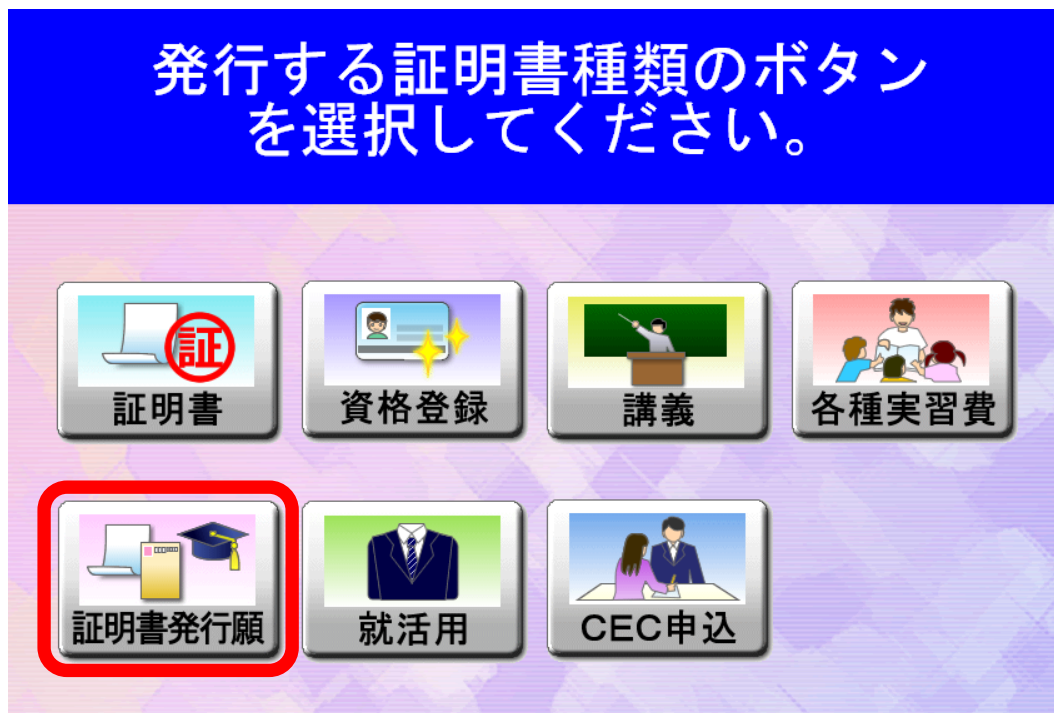 発行する証明書種類のボタン
を選択してください。
証
証明書
資格登録
講義
各種実習費
証明書発行願
就活用
CEC申込